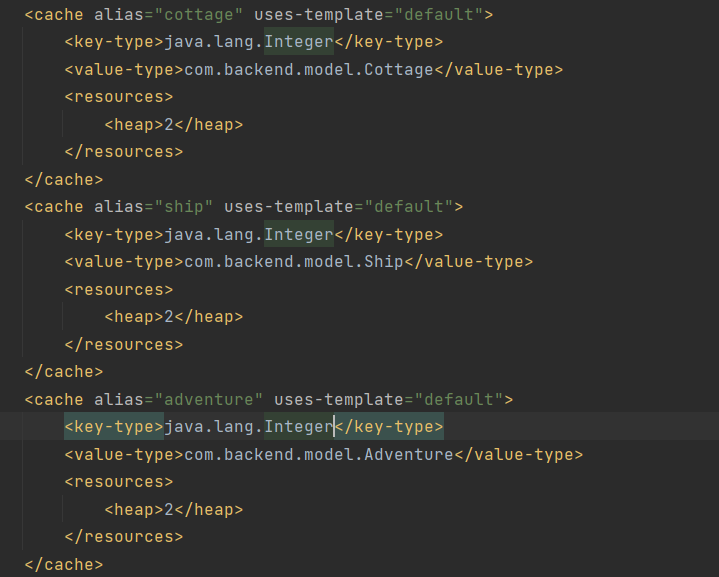 <cache alias="cottage" uses-template="default">
    <key-type>java.lang.Integer</key-type>
    <value-type>com.backend.model.Cottage</value-type>
    <resources>
        <heap>2</heap>
    </resources>
</cache>
<cache alias="ship" uses-template="default">
    <key-type>java.lang.Integer</key-type>
    <value-type>com.backend.model.Ship</value-type>
    <resources>
        <heap>2</heap>
    </resources>
</cache>
<cache alias="adventure" uses-template="default">
    <key-type>java.lang.Integer</key-type>
    <value-type>com.backend.model.Adventure</value-type>
    <resources>
        <heap>2</heap>
    </resources>
</cache>